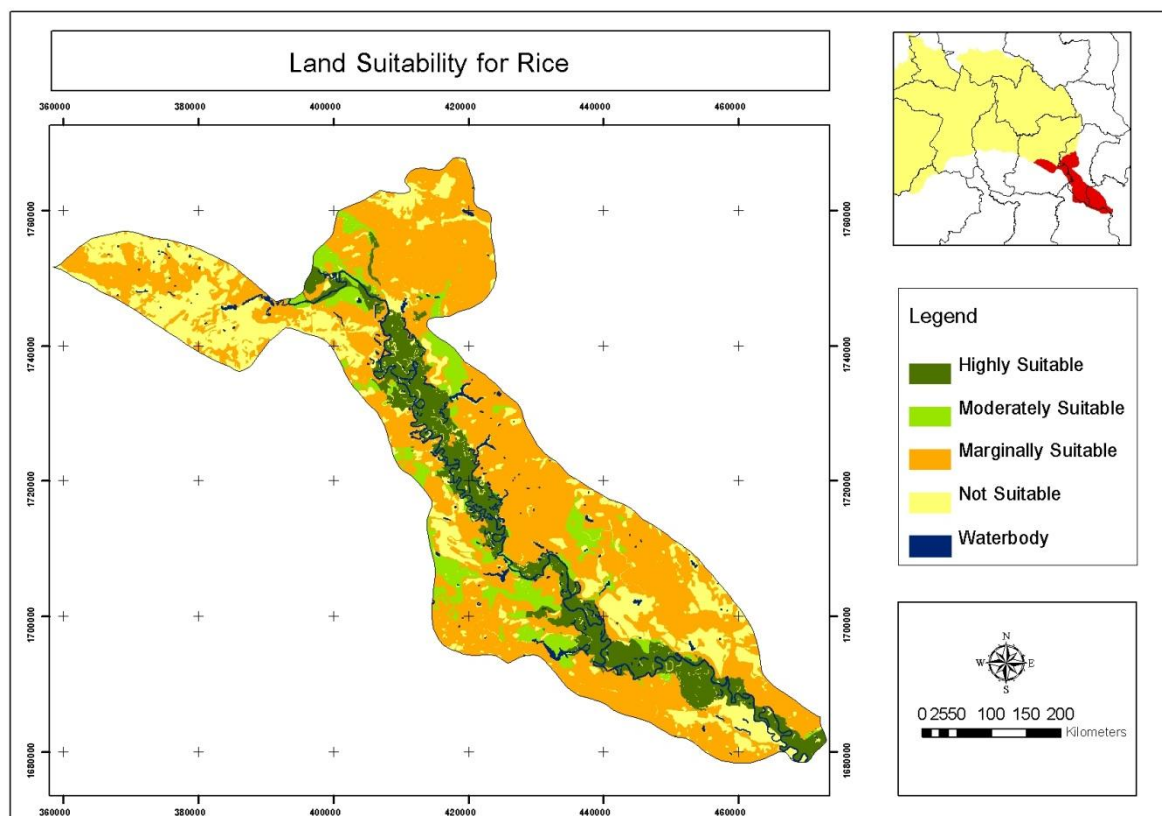 Land Suitability for Rice
360000 380000 400000 420000 440000 460000
1760000 1760000
1740000 1740000
1720000 1720000
1700000 1700000
1680000 1680000
360000 380000 400000 420000 440000 460000
Legend
Highly Suitable
Moderately Suitable
Marginally Suitable
Not Suitable
Waterbody
N
W E
S
0 2550 100 150 200
Kilometers